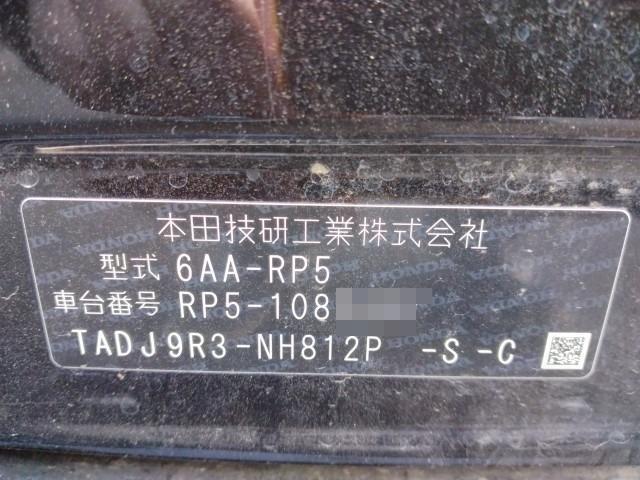 本田技研工業株式会社
型式 6AA-RP5
車台番号 RP5-108
TADJ9R3-NH812P -S -C